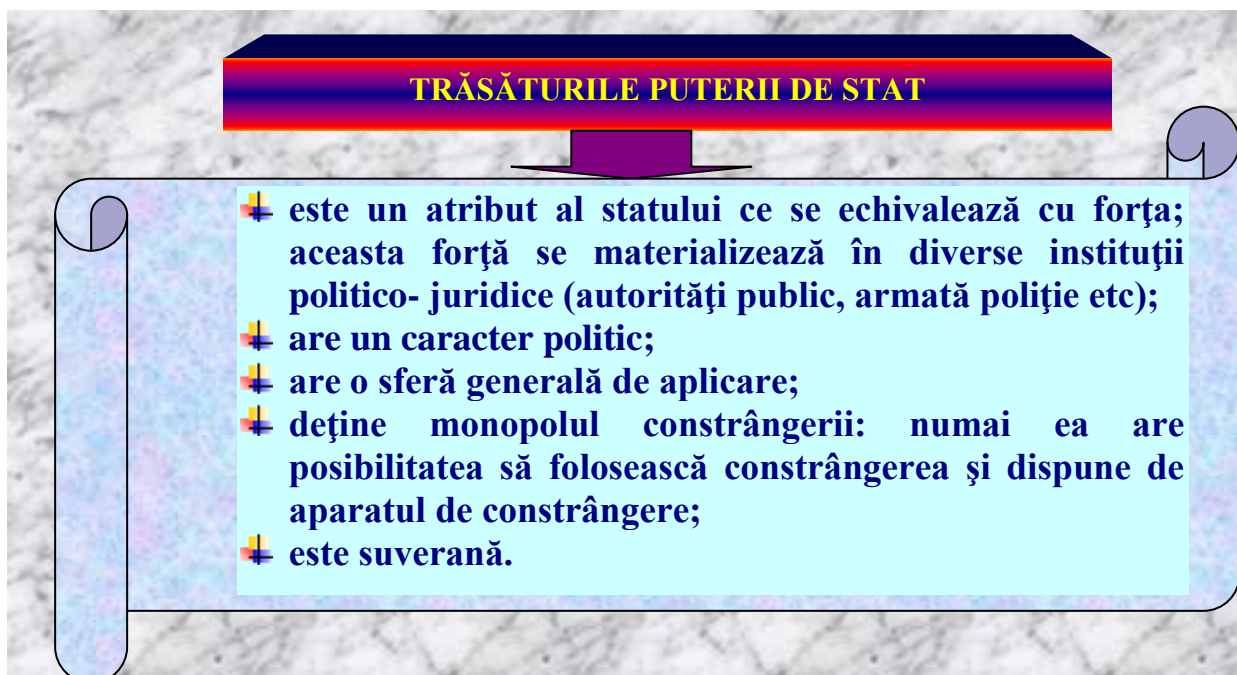 TRĂSĂTURILE PUTERII DE STAT
este un atribut al statului ce se echivalează cu forţa;
aceasta forţă se materializează în diverse instituţii
politico- juridice (autorităţi public, armată poliţie etc);
are un caracter politic;
are o sferă generală de aplicare;
deţine monopolul constrângerii: numai ea are
posibilitatea să folosească constrângerea şi dispune de
aparatul de constrângere;
este suverană.